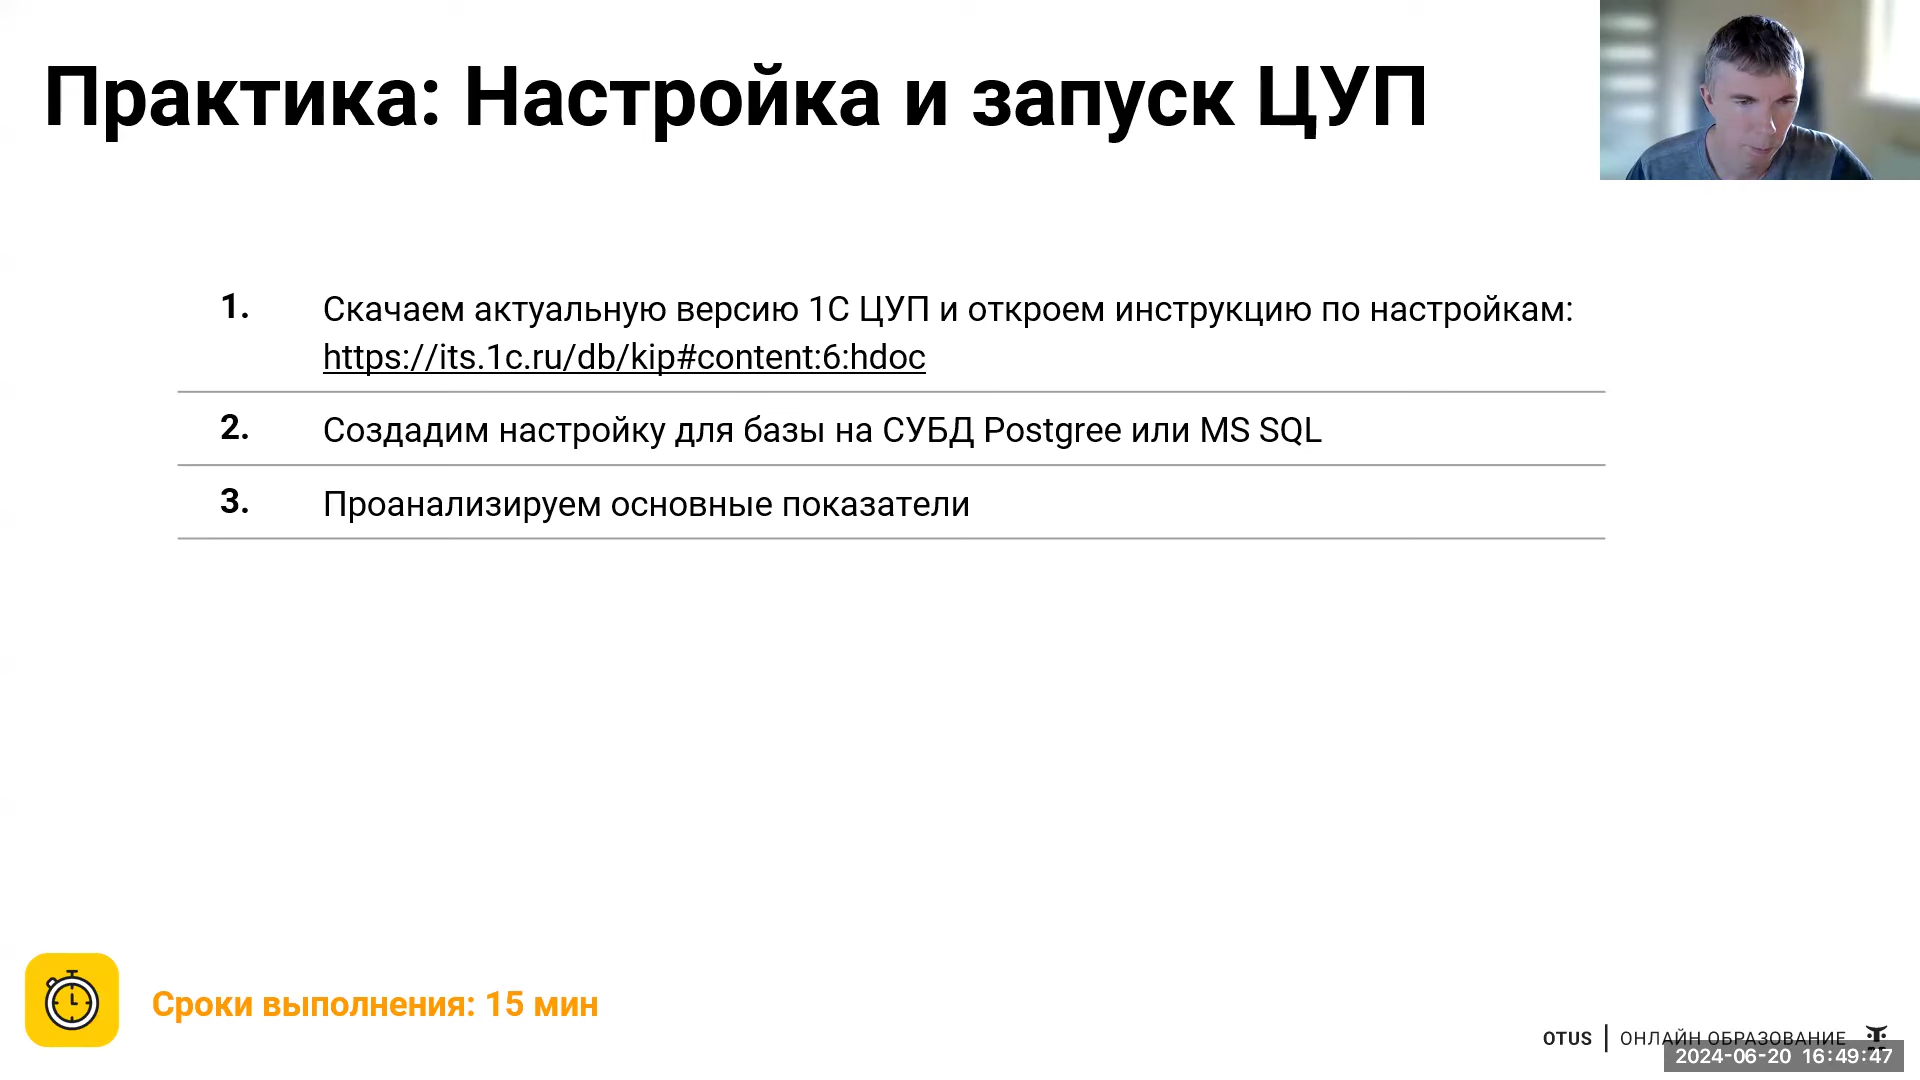 Практика: Настройка и запуск ЦУП
1. Скачаем актуальную версию 1С ЦУП и откроем инструкцию по настройкам:
https://its.1c.ru/db/kip#content:6:hdoc
2. Создадим настройку для базы на СУБД Postgree или MS SQL
3. Проанализируем основные показатели
Сроки выполнения: 15 мин
OTUS | ОНЛАЙН ОБРАЗОВАНИЕ
2024-06-20 16:49:47